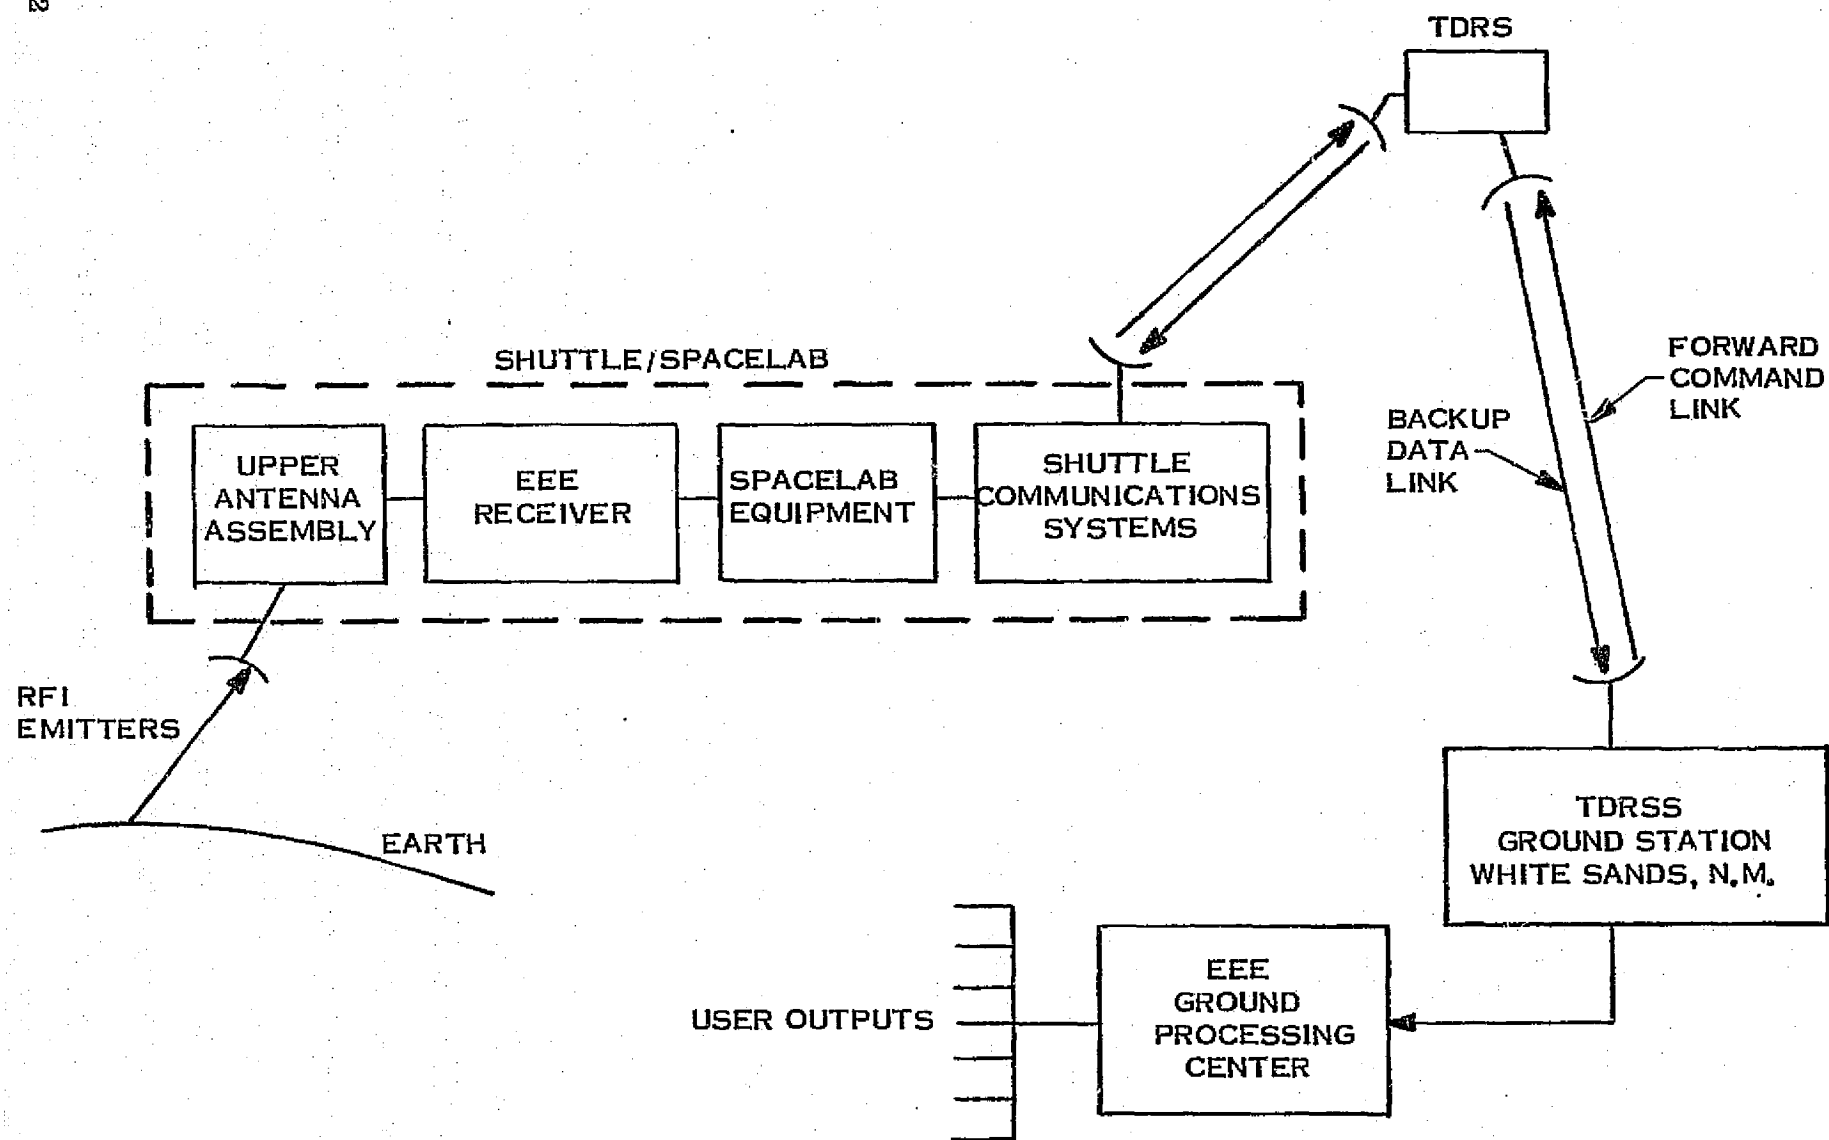 2
TDRS
SHUTTLE/SPACELAB
UPPER
ANTENNA
ASSEMBLY
EEE
RECEIVER
SPACELAB
EQUIPMENT
SHUTTLE
COMMUNICATIONS
SYSTEMS
FORWARD
COMMAND
LINK
BACKUP
DATA
LINK
RFI
EMITTERS
EARTH
TDRSS
GROUND STATION
WHITE SANDS, N.M.
EEE
GROUND
PROCESSING
CENTER
USER OUTPUTS